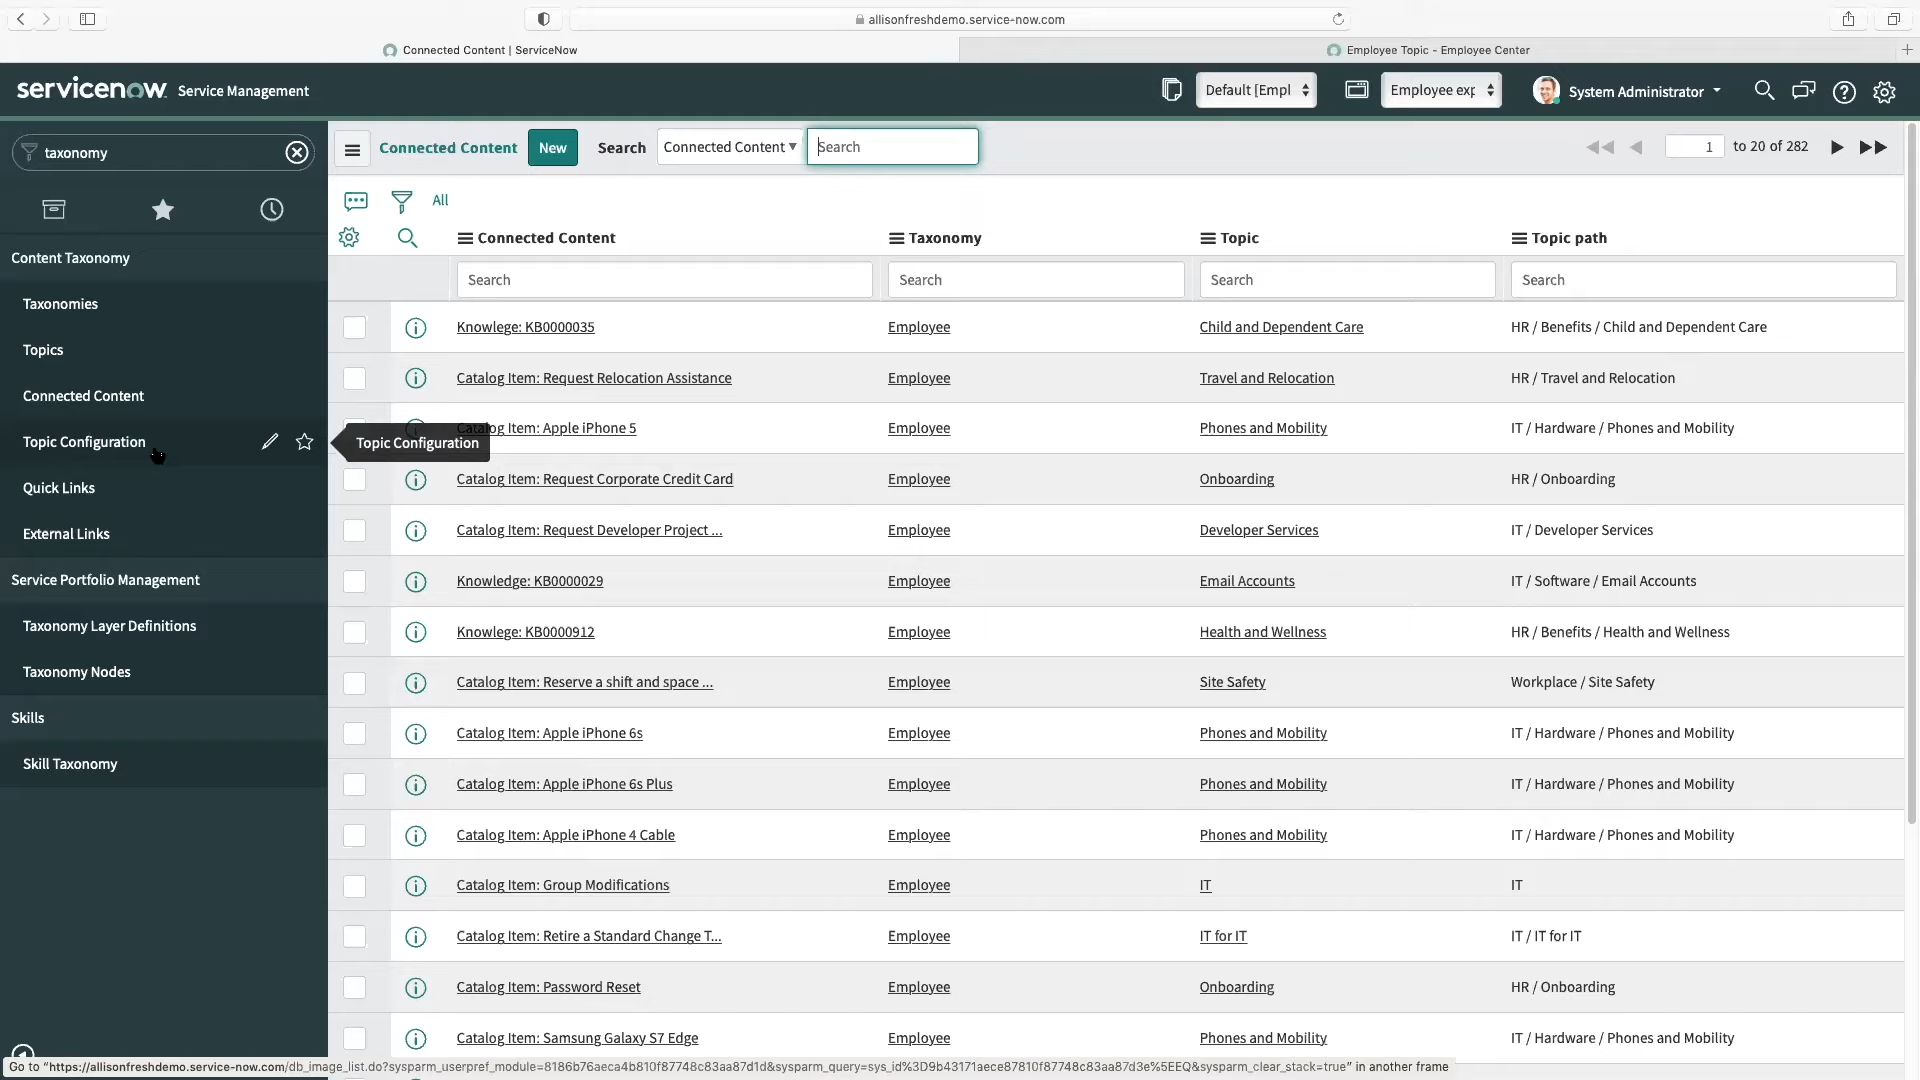 allisonfreshdemo.service-now.com
Connected Content | ServiceNow
Employee Topic - Employee Center
servicenow
Service Management
Default [Empl
Employee exp
System Administrator
taxonomy
Connected Content
New
Search
Connected Content
Search
1
to 20 of 282
All
Connected Content
Taxonomy
Topic
Topic path
Search
Search
Search
Search
Content Taxonomy
Taxonomies
Topics
Connected Content
Topic Configuration
Topic Configuration
Quick Links
External Links
Service Portfolio Management
Taxonomy Layer Definitions
Taxonomy Nodes
Skills
Skill Taxonomy
Knowlege: KB0000035 Employee Child and Dependent Care HR / Benefits / Child and Dependent Care
Catalog Item: Request Relocation Assistance Employee Travel and Relocation HR / Travel and Relocation
Catalog Item: Apple iPhone 5 Employee Phones and Mobility IT / Hardware / Phones and Mobility
Catalog Item: Request Corporate Credit Card Employee Onboarding HR / Onboarding
Catalog Item: Request Developer Project ... Employee Developer Services IT / Developer Services
Knowledge: KB0000029 Employee Email Accounts IT / Software / Email Accounts
Knowlege: KB0000912 Employee Health and Wellness HR / Benefits / Health and Wellness
Catalog Item: Reserve a shift and space ... Employee Site Safety Workplace / Site Safety
Catalog Item: Apple iPhone 6s Employee Phones and Mobility IT / Hardware / Phones and Mobility
Catalog Item: Apple iPhone 6s Plus Employee Phones and Mobility IT / Hardware / Phones and Mobility
Catalog Item: Apple iPhone 4 Cable Employee Phones and Mobility IT / Hardware / Phones and Mobility
Catalog Item: Group Modifications Employee IT IT
Catalog Item: Retire a Standard Change T... Employee IT for IT IT / IT for IT
Catalog Item: Password Reset Employee Onboarding HR / Onboarding
Catalog Item: Samsung Galaxy S7 Edge Employee Phones and Mobility IT / Hardware / Phones and Mobility
Go to "https://allisonfreshdemo.service-now.com/db_image_list.do?sysparm_userpref_module=8186b76aeca4b810f87748c83aa87d1d&sysparm_query=sys_id%3D9b43171aece87810f87748c83aa87d3e%5EEQ&sysparm_clear_stack=true" in another frame